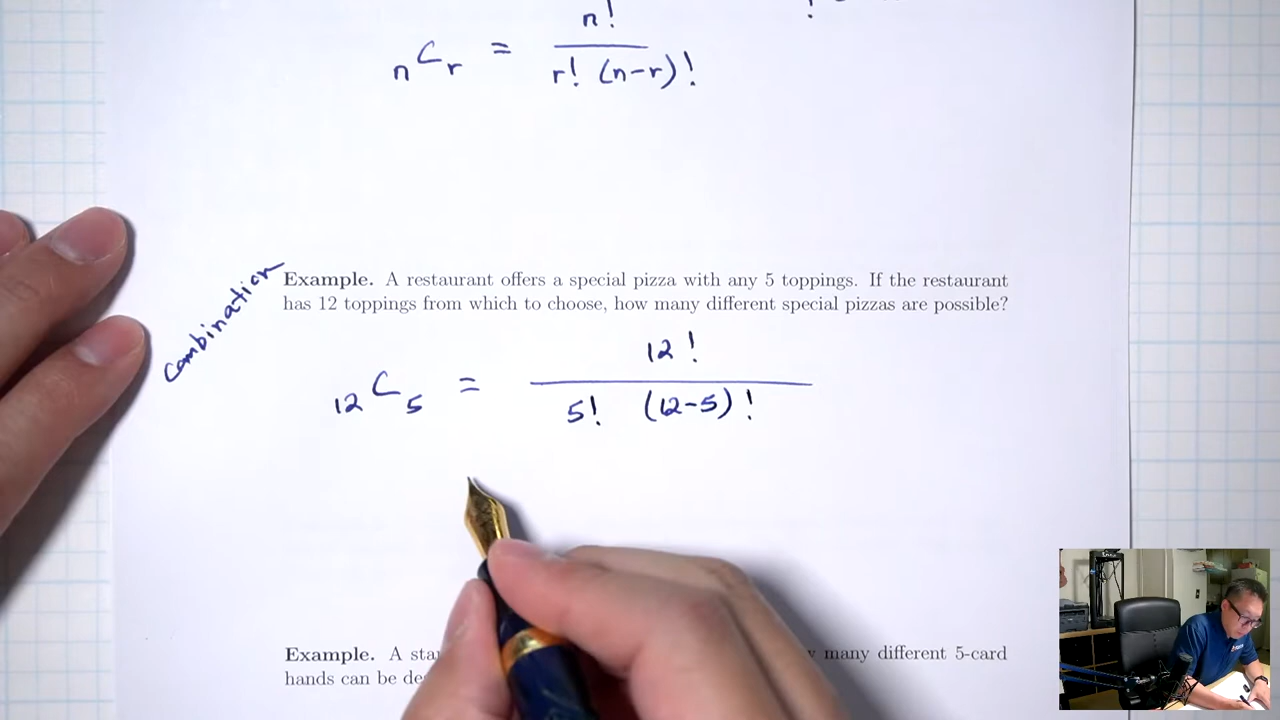 n!
nCr = r! (n-r)!
Combination
Example. A restaurant offers a special pizza with any 5 toppings. If the restaurant
has 12 toppings from which to choose, how many different special pizzas are possible?
12!
12C5 = 5! (12-5)!
Example. A many different 5-card
hands can be